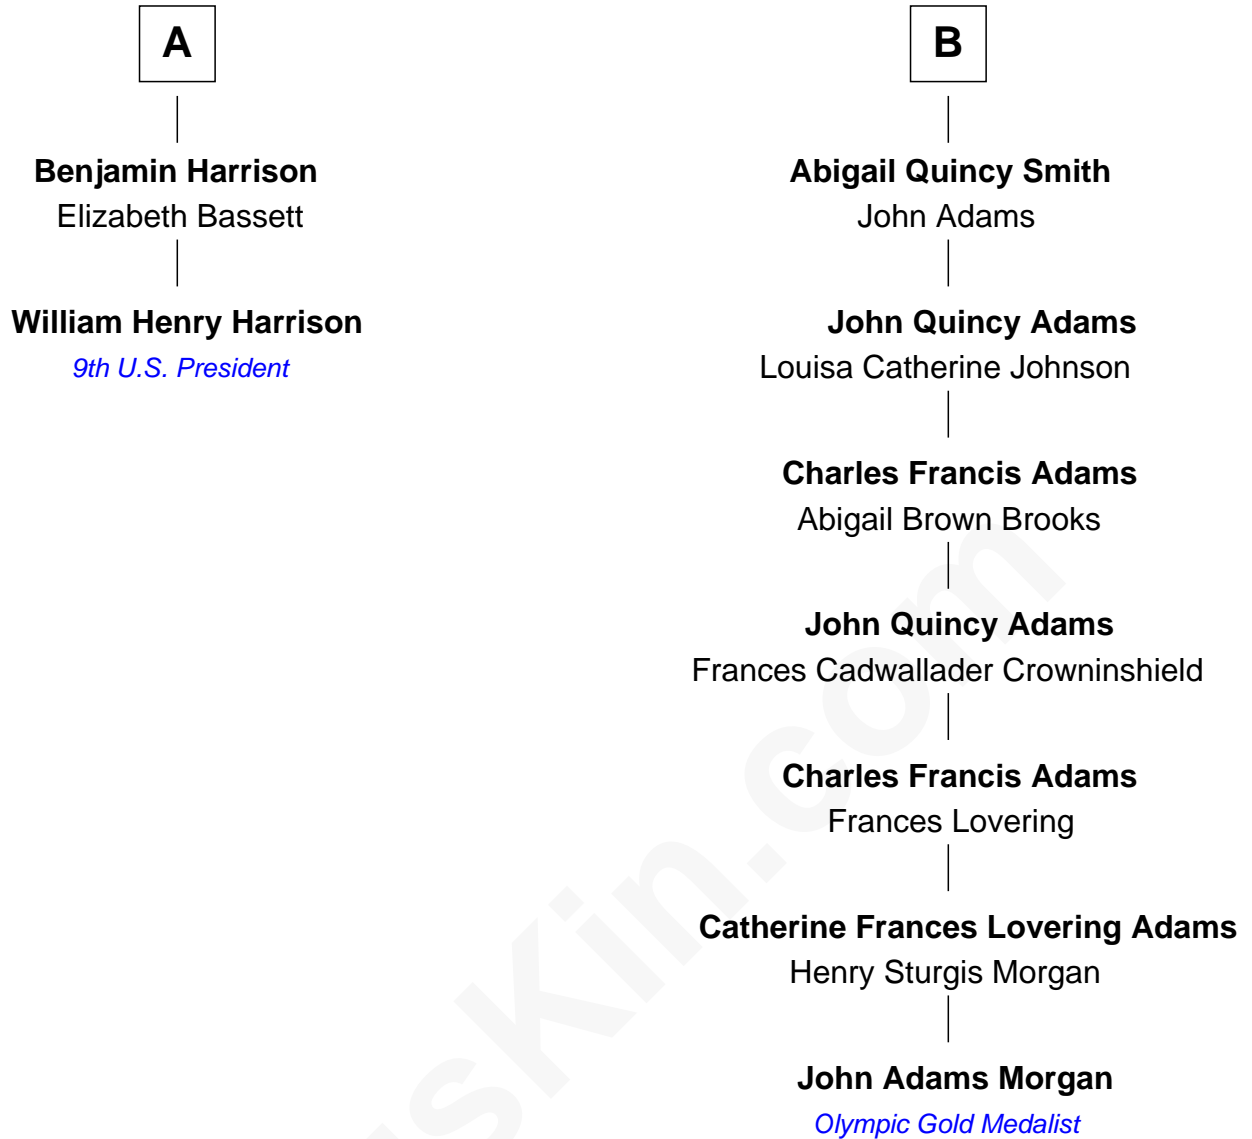 A
Benjamin Harrison
Elizabeth Bassett
William Henry Harrison
9th U.S. President
B
Abigail Quincy Smith
John Adams
John Quincy Adams
Louisa Catherine Johnson
Charles Francis Adams
Abigail Brown Brooks
John Quincy Adams
Frances Cadwallader Crowninshield
Charles Francis Adams
Frances Lovering
Catherine Frances Lovering Adams
Henry Sturgis Morgan
John Adams Morgan
Olympic Gold Medalist
sKin.com